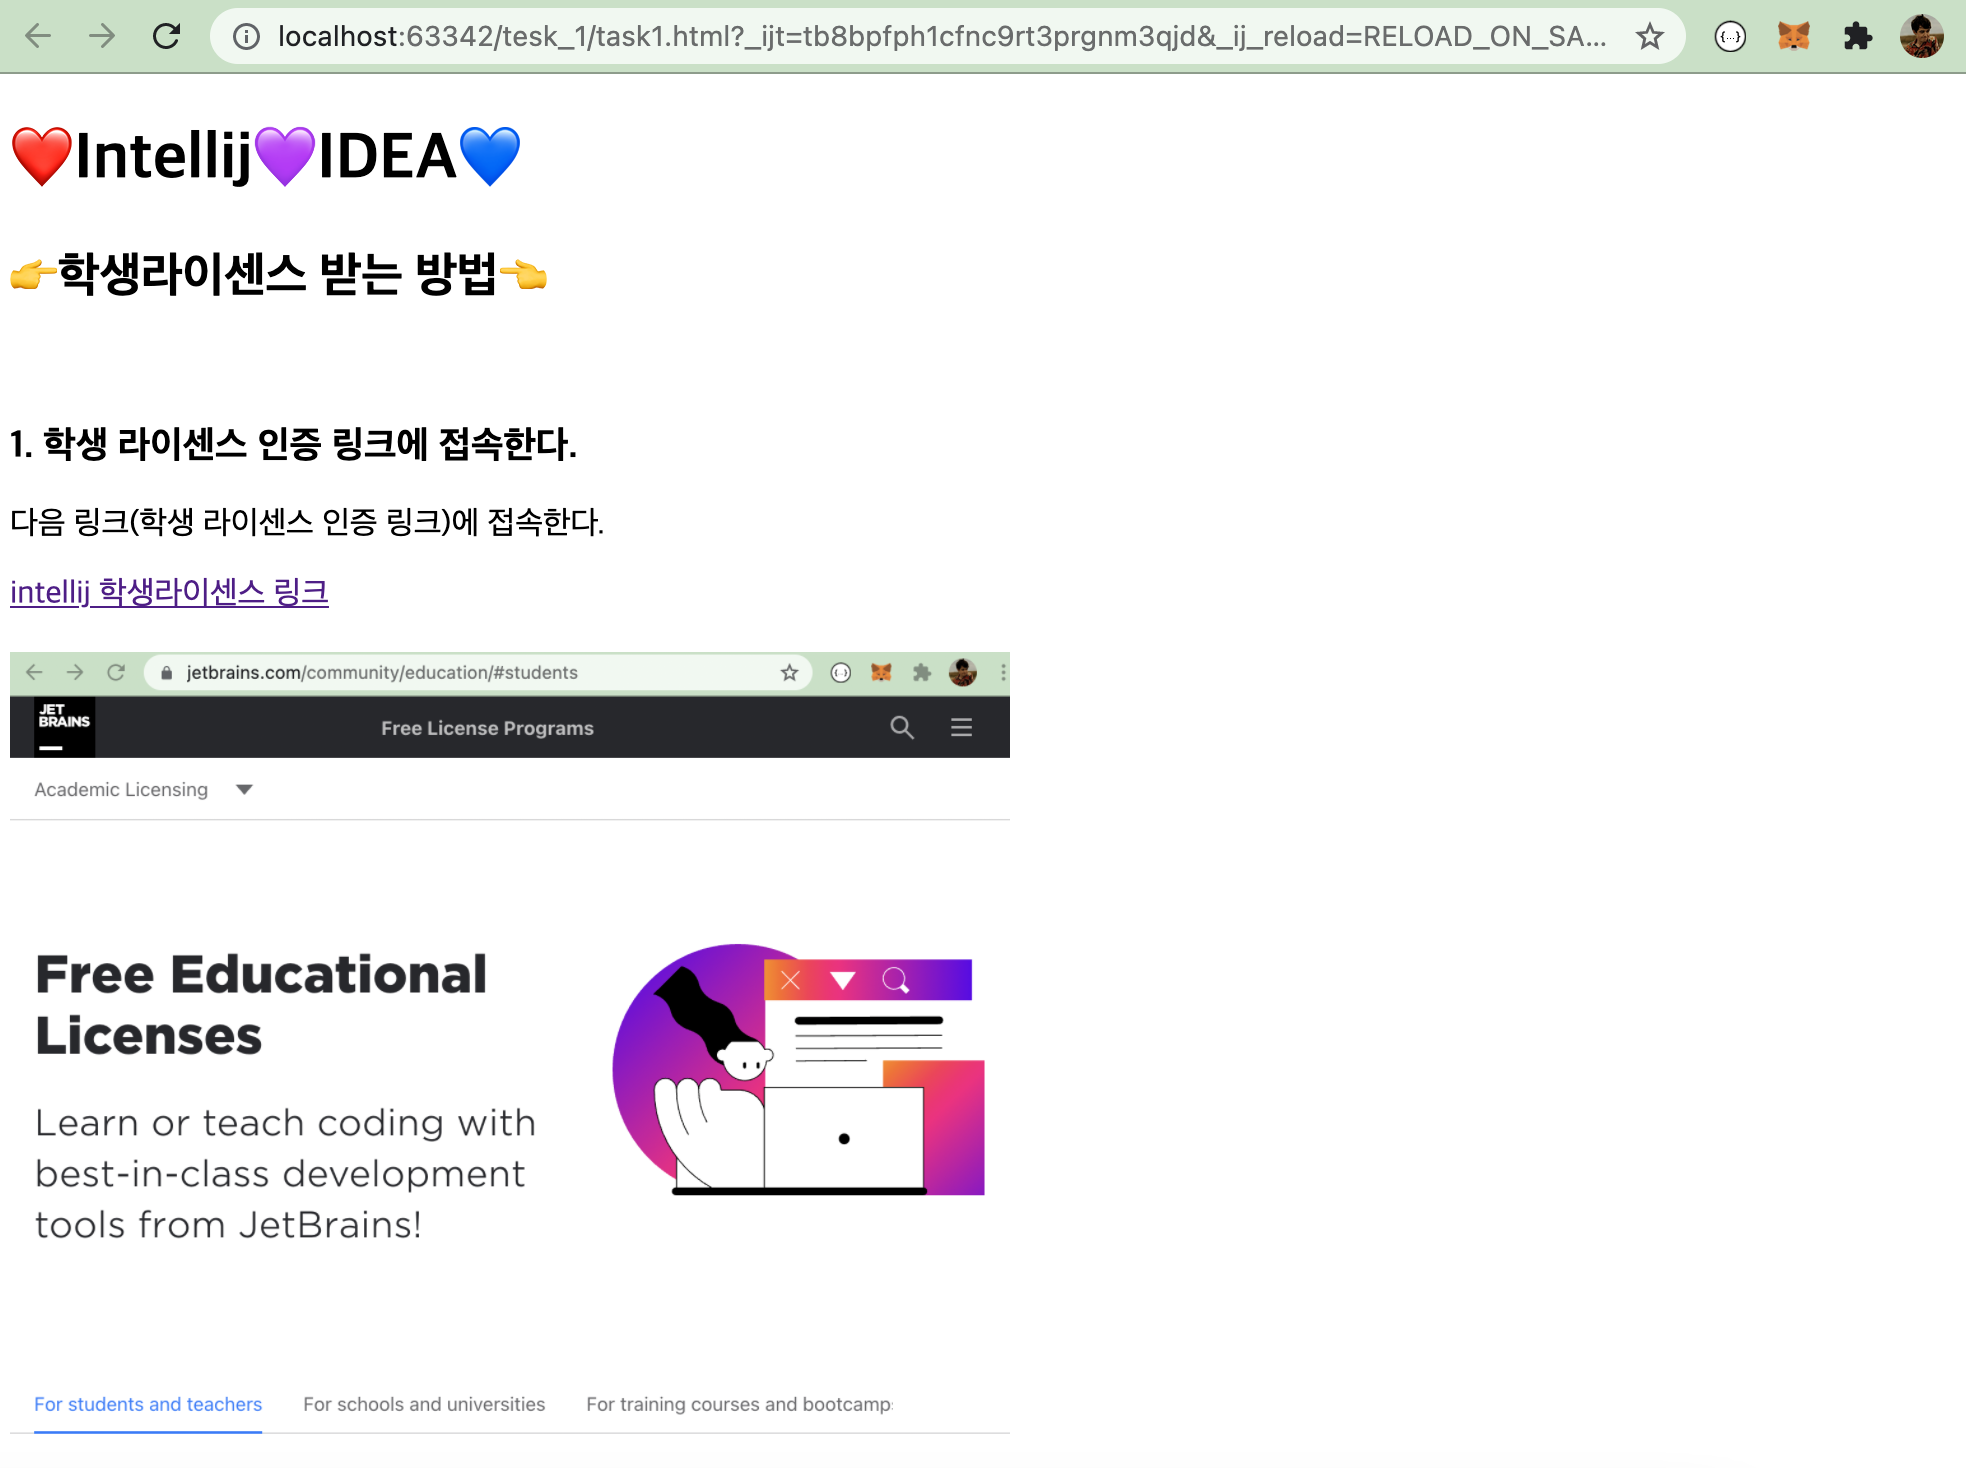 localhost:63342/tesk_1/task1.html?_ijt=tb8bpfph1cfnc9rt3prgnm3qjd&_ij_reload=RELOAD_ON_SA...
❤️Intellij💜IDEA💙
👉학생라이센스 받는 방법👈
1. 학생 라이센스 인증 링크에 접속한다.
다음 링크(학생 라이센스 인증 링크)에 접속한다.
intellij 학생라이센스 링크
jetbrains.com/community/education/#students
JET
BRAINS
Free License Programs
Academic Licensing
Free Educational
Licenses
Learn or teach coding with
best-in-class development
tools from JetBrains!
For students and teachers For schools and universities For training courses and bootcamp